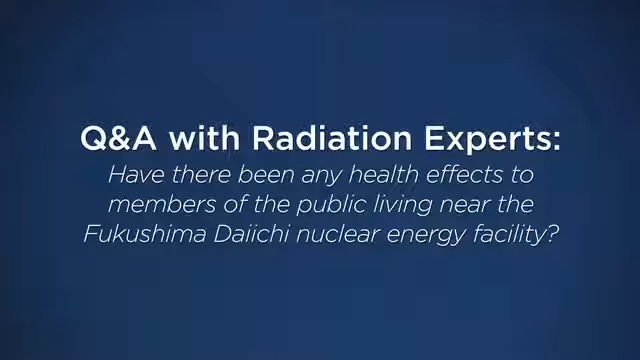 Q&A with Radiation Experts:
Have there been any health effects to
members of the public living near the
Fukushima Daiichi nuclear energy facility?